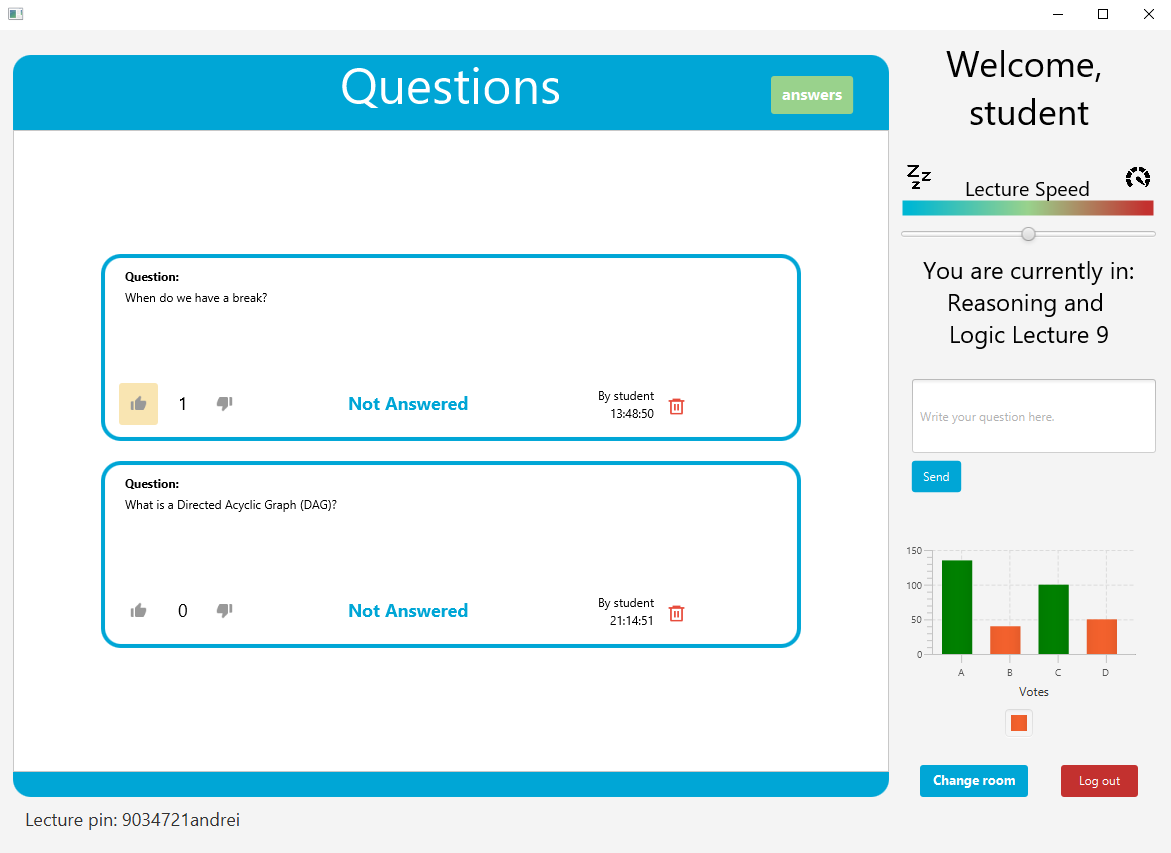 Questions
answers
Question:
When do we have a break?
1
Not Answered
By student
13:48:50
Question:
What is a Directed Acyclic Graph (DAG)?
0
Not Answered
By student
21:14:51
Lecture pin: 9034721andrei
Welcome,
student
Lecture Speed
You are currently in:
Reasoning and
Logic Lecture 9
Write your question here.
Send
150
100
50
0
A B C D
Votes
Change room
Log out